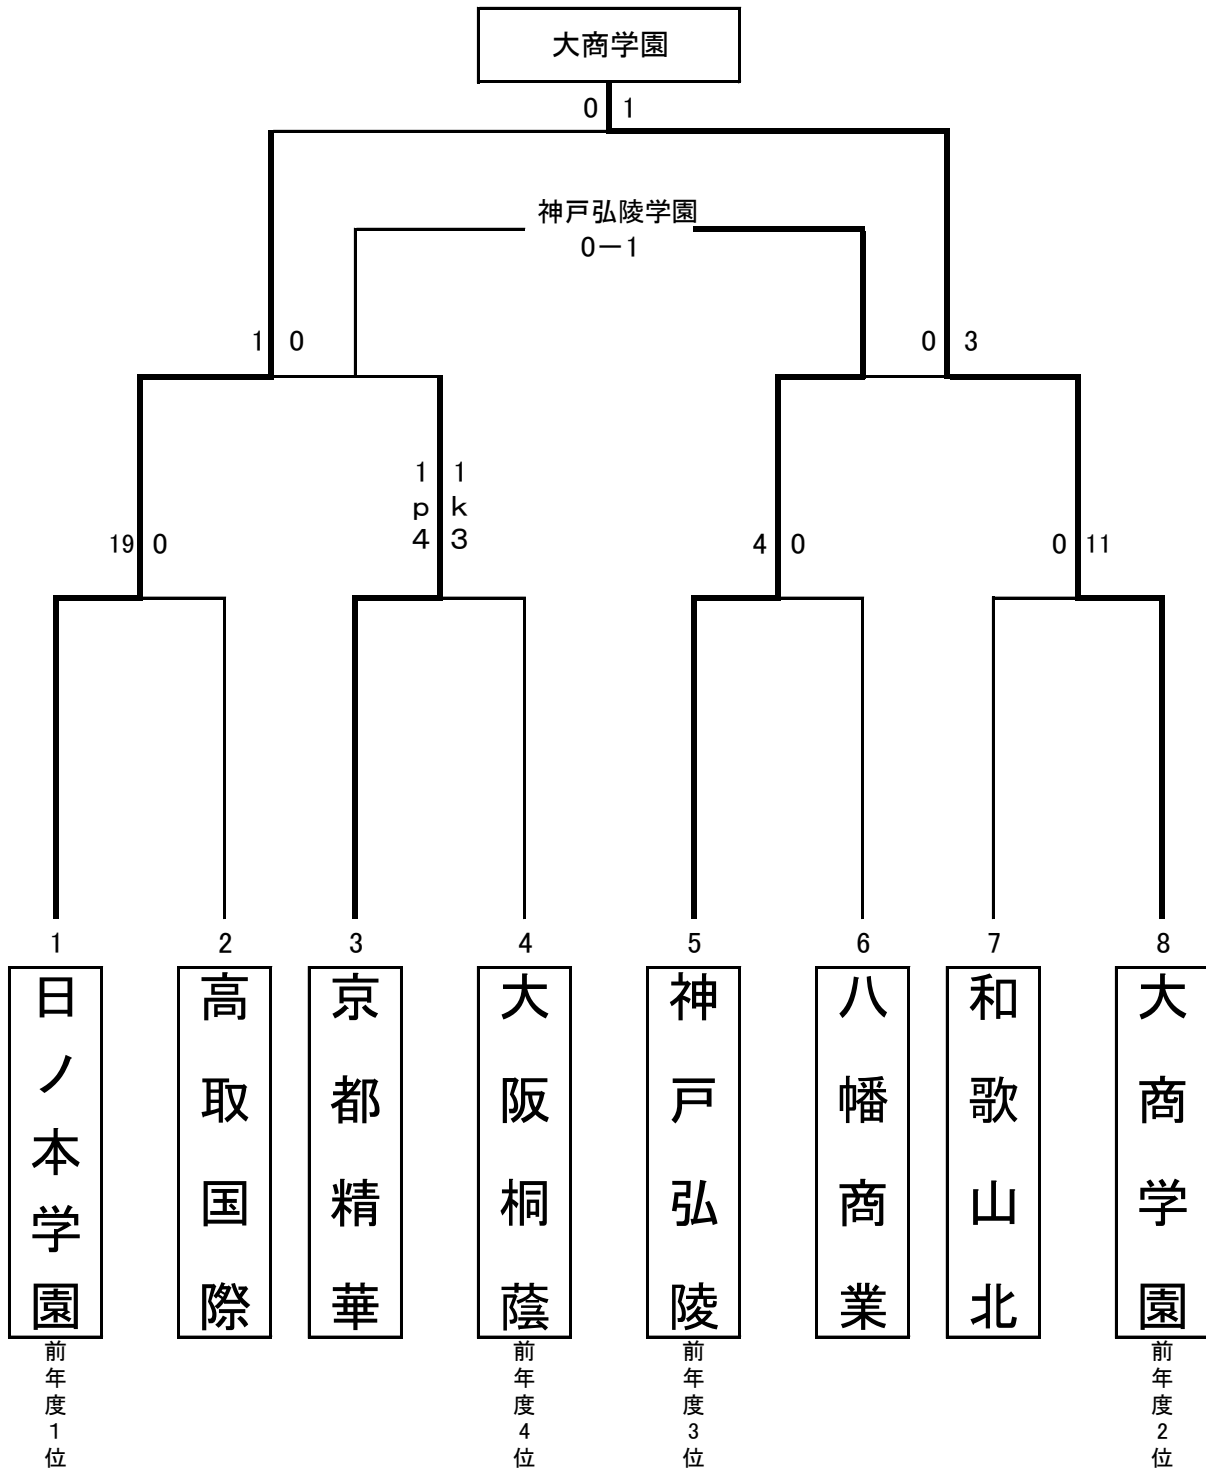 大商学園
0 1
神戸弘陵学園
0－1
1 0
0 3
1 1
p k
4 3
19 0
4 0
0 11
1 2 3 4 5 6 7 8
日ノ本学園
高取国際
京都精華
大阪桐蔭
神戸弘陵
八幡商業
和歌山北
大商学園
前年度1位
前年度4位
前年度3位
前年度2位